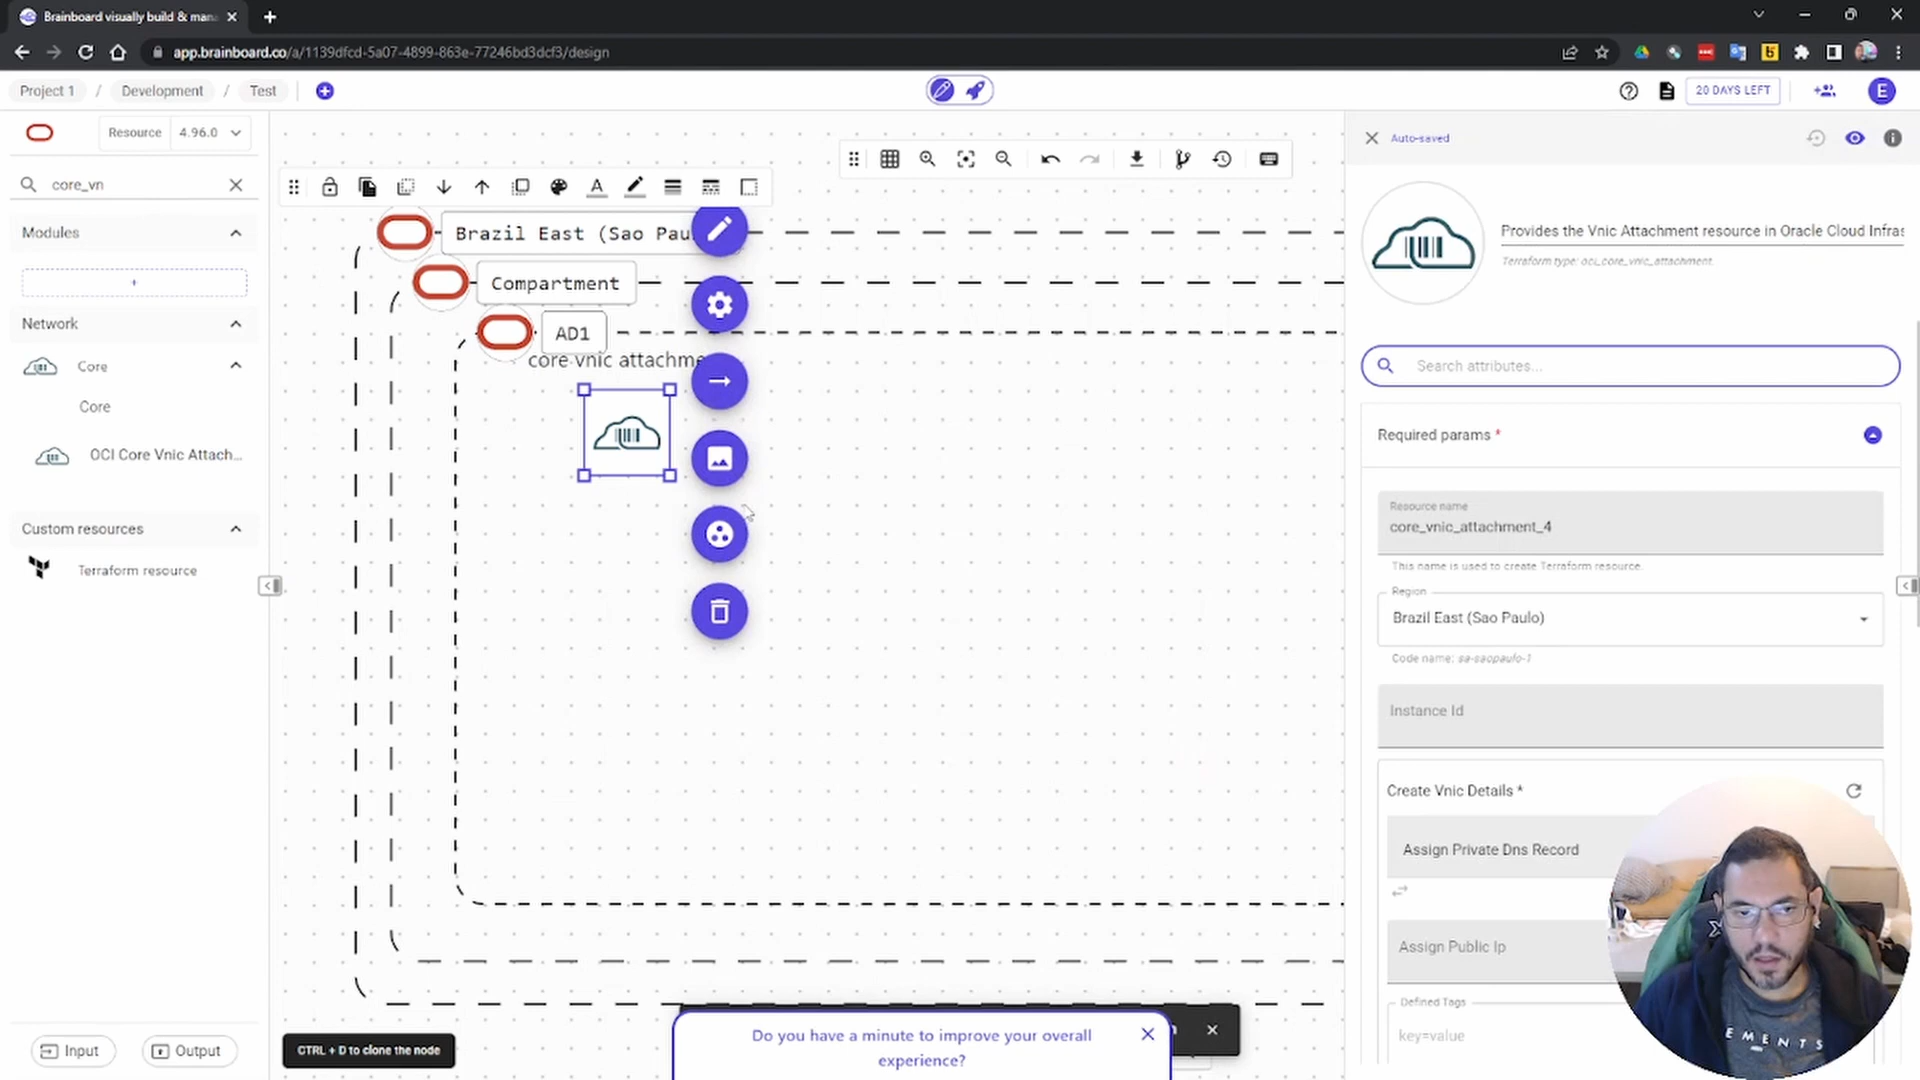 Brainboard visually build & man
app.brainboard.co/a/1139dfcd-5a07-4899-863e-77246bd3dcf3/design
Project 1 / Development / Test
20 DAYS LEFT
E
Resource 4.96.0
core_vn
Modules
+
Network
Core
Core
OCI Core Vnic Attach...
Custom resources
Terraform resource
Input
Output
Brazil East (Sao Pau
Compartment
AD1
core vnic attachme
CTRL + D to clone the node
Do you have a minute to improve your overall
experience?
Auto-saved
Provides the Vnic Attachment resource in Oracle Cloud Infras
Terraform type: oci_core_vnic_attachment.
Search attributes...
Required params *
Resource name
core_vnic_attachment_4
This name is used to create Terraform resource.
Region
Brazil East (Sao Paulo)
Code name: sa-saopaulo-1
Instance Id
Create Vnic Details *
Assign Private Dns Record
Assign Public Ip
Defined Tags
key=value
EMENTS